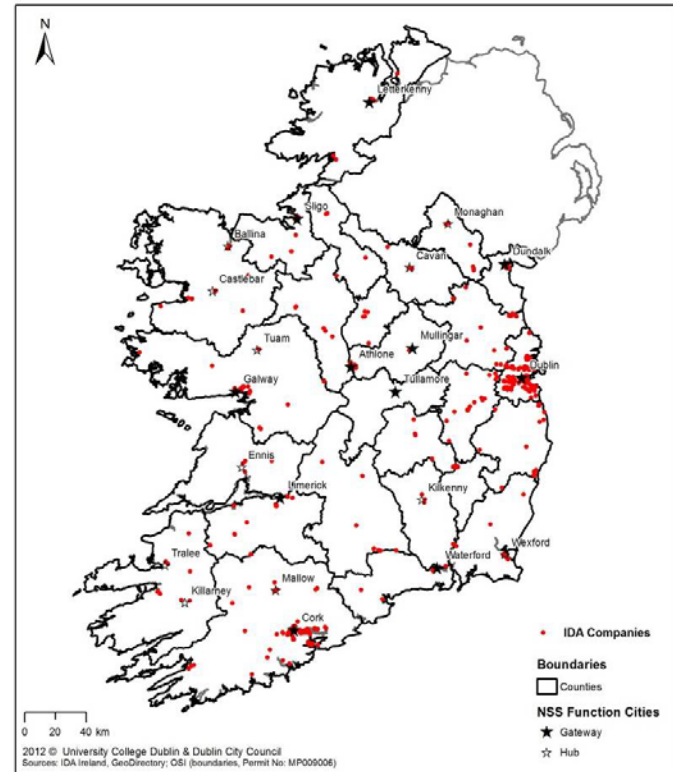 N
Letterkenny
Sligo
Monaghan
Ballina
Cavan
Dundalk
Castlebar
Tuam
Mullingar
Athlone
Dublin
Galway
Tullamore
Ennis
Limerick
Kilkenny
Tralee
Waterford
Wexford
Killarney
Mallow
Cork
IDA Companies
Boundaries
Counties
NSS Function Cities
Gateway
Hub
0 20 40 km
2012 © University College Dublin & Dublin City Council
Sources: IDA Ireland, GeoDirectory; OSI (boundaries, Permit No: MP009006)